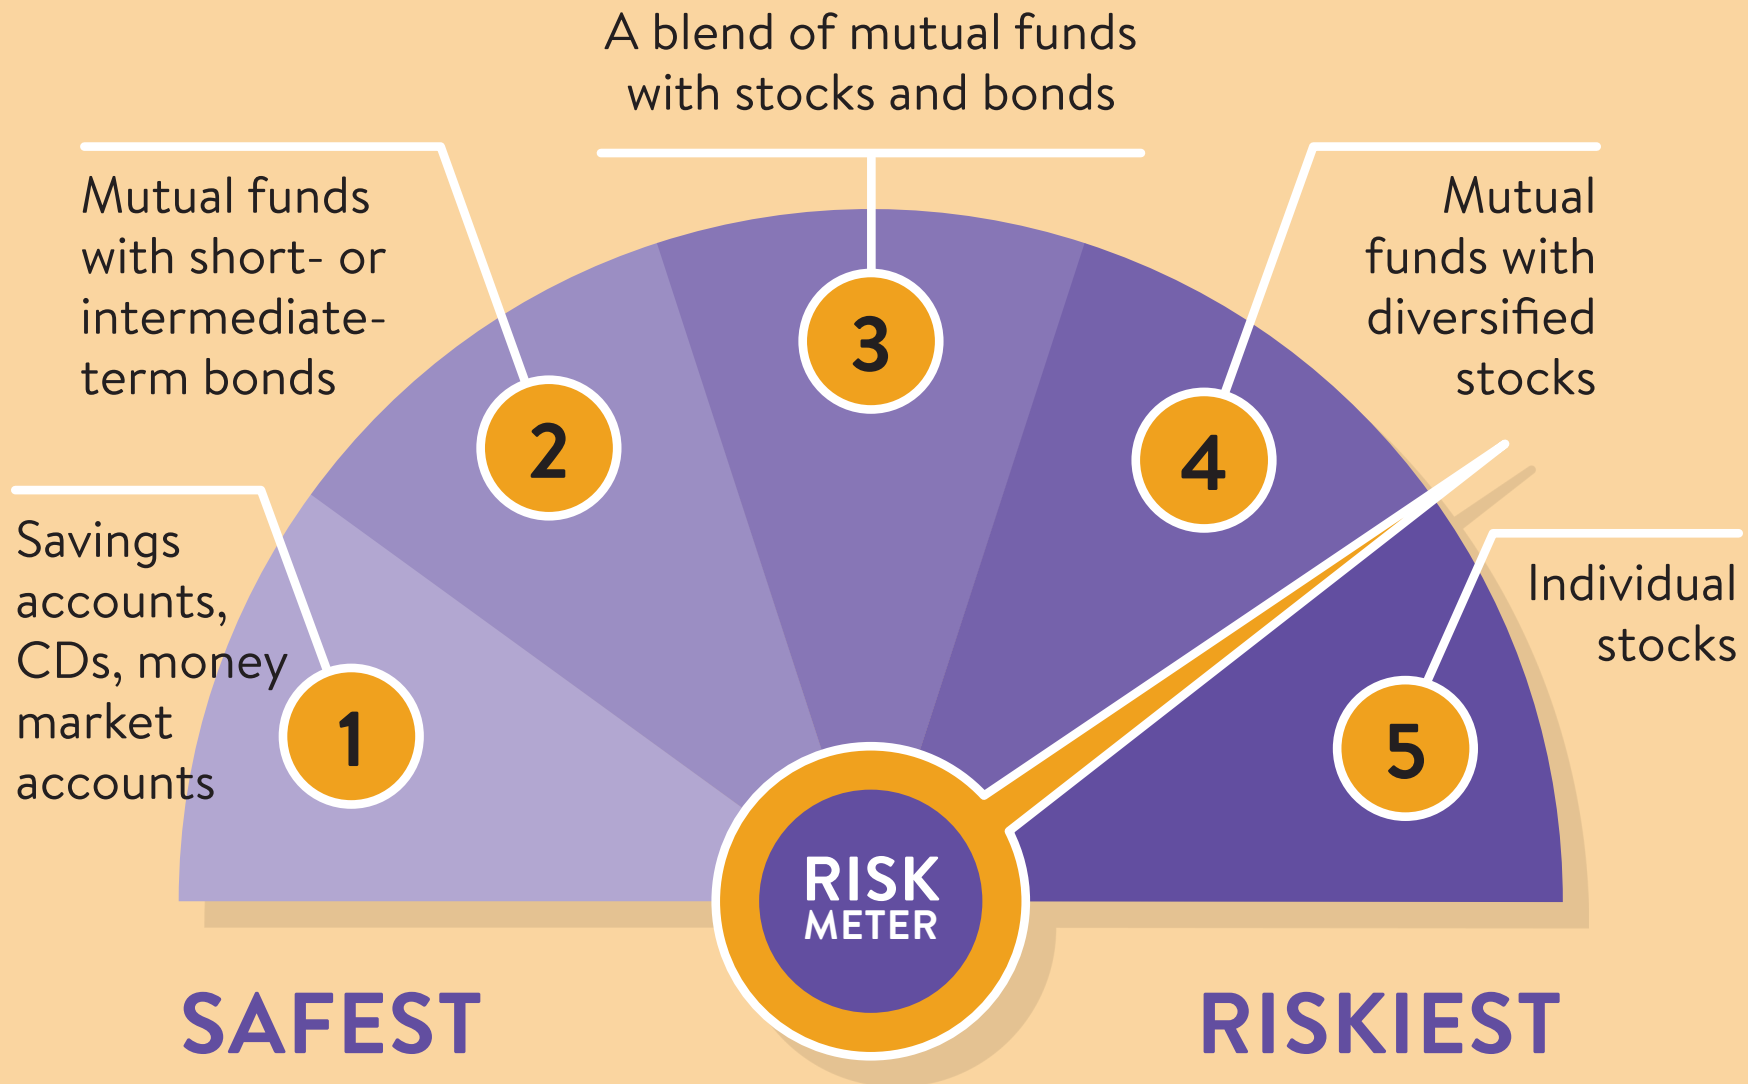 A blend of mutual funds
with stocks and bonds
Mutual funds
with short- or
intermediate-
term bonds
Mutual
funds with
diversified
stocks
Savings
accounts,
CDs, money
market
accounts
Individual
stocks
1
2
3
4
5
RISK
METER
SAFEST
RISKIEST